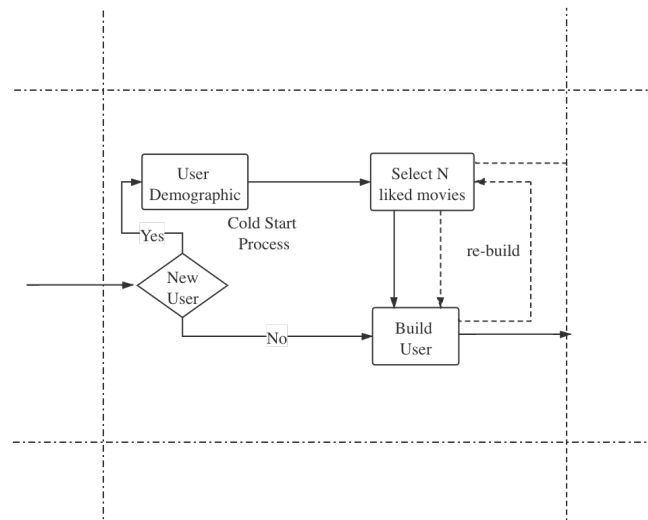 User
Demographic
Select N
liked movies
Cold Start
Process
Yes
re-build
New
User
No
Build
User